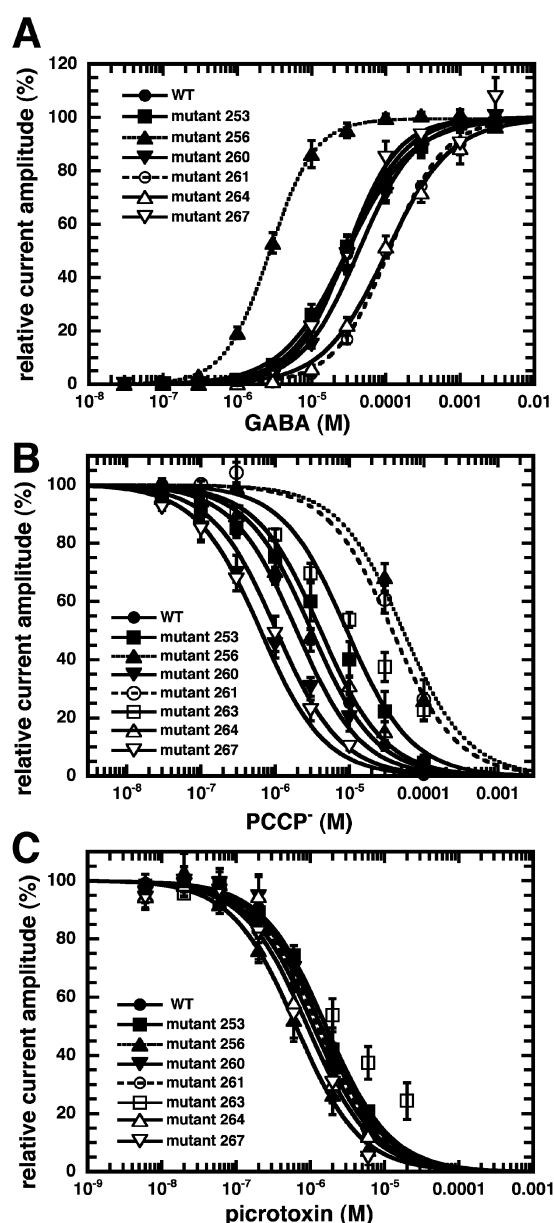 A
relative current amplitude (%)
120
100
80
60
40
20
0
WT
mutant 253
mutant 256
mutant 260
mutant 261
mutant 264
mutant 267
10-8 10-7 10-6 10-5 0.0001 0.001 0.01
GABA (M)
B
relative current amplitude (%)
100
80
60
40
20
0
WT
mutant 253
mutant 256
mutant 260
mutant 261
mutant 263
mutant 264
mutant 267
10-8 10-7 10-6 10-5 0.0001 0.001
PCCP- (M)
C
relative current amplitude (%)
100
80
60
40
20
0
WT
mutant 253
mutant 256
mutant 260
mutant 261
mutant 263
mutant 264
mutant 267
10-9 10-8 10-7 10-6 10-5 0.0001 0.001
picrotoxin (M)